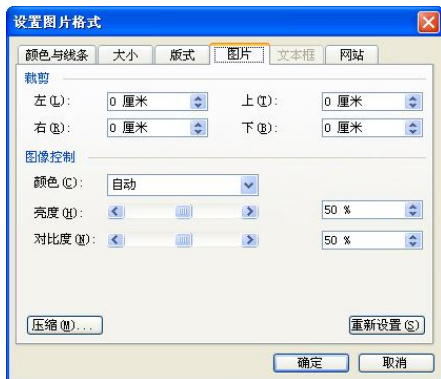 设置图片格式
颜色与线条 大小 版式 图片 文本框 网站
裁剪
左(L): 0 厘米 上(T): 0 厘米
右(R): 0 厘米 下(B): 0 厘米
图像控制
颜色(C): 自动
亮度(H): 50 %
对比度(N): 50 %
压缩(M)... 重新设置(S)
确定 取消